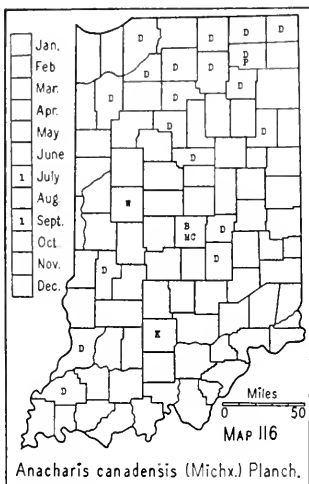 Jan.
Feb
Mar.
Apr.
May
June
1 July
Aug.
1 Sept.
Oct.
Nov.
Dec.
D D D D
D D D D P
D D D D
D D
D
W
B MC D
D D
K
D
D
Miles
0 50
MAP 116
Anacharis canadensis (Michx.) Planch.